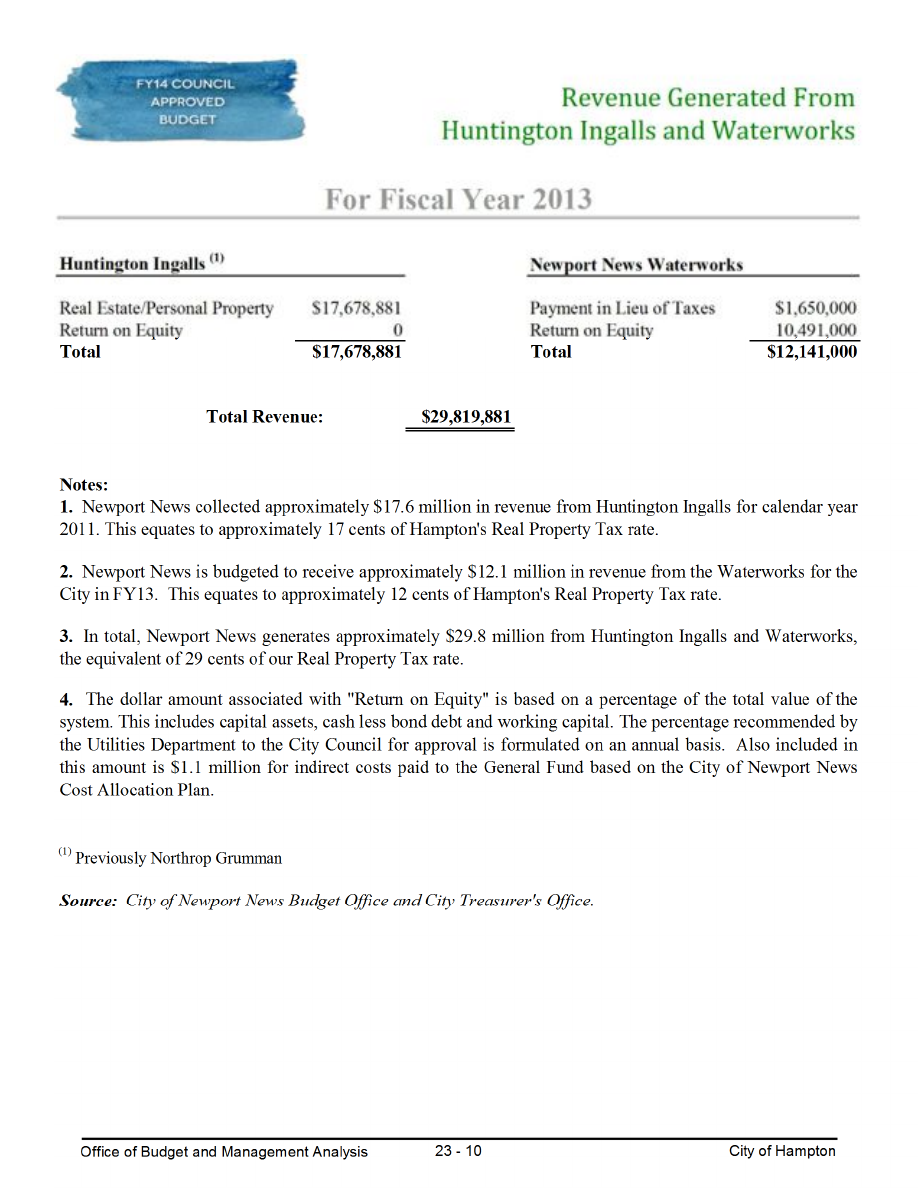 FY14 COUNCIL
APPROVED
BUDGET
Revenue Generated From
Huntington Ingalls and Waterworks
For Fiscal Year 2013
Huntington Ingalls (1)
Real Estate/Personal Property $17,678,881
Return on Equity 0
Total $17,678,881
Newport News Waterworks
Payment in Lieu of Taxes $1,650,000
Return on Equity 10,491,000
Total $12,141,000
Total Revenue: $29,819,881
Notes:
1. Newport News collected approximately $17.6 million in revenue from Huntington Ingalls for calendar year
2011. This equates to approximately 17 cents of Hampton's Real Property Tax rate.
2. Newport News is budgeted to receive approximately $12.1 million in revenue from the Waterworks for the
City in FY13. This equates to approximately 12 cents of Hampton's Real Property Tax rate.
3. In total, Newport News generates approximately $29.8 million from Huntington Ingalls and Waterworks,
the equivalent of 29 cents of our Real Property Tax rate.
4. The dollar amount associated with "Return on Equity" is based on a percentage of the total value of the
system. This includes capital assets, cash less bond debt and working capital. The percentage recommended by
the Utilities Department to the City Council for approval is formulated on an annual basis. Also included in
this amount is $1.1 million for indirect costs paid to the General Fund based on the City of Newport News
Cost Allocation Plan.
(1) Previously Northrop Grumman
Source: City of Newport News Budget Office and City Treasurer's Office.
Office of Budget and Management Analysis 23 - 10 City of Hampton